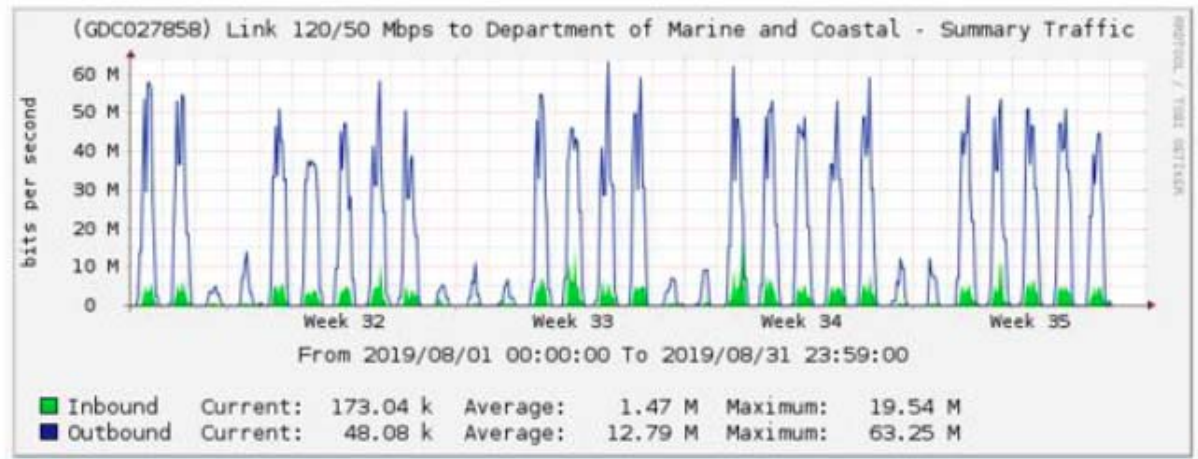 (GDC027858) Link 120/50 Mbps to Department of Marine and Coastal - Summary Traffic
RRDTOOL / TOBI OETIKER
bits per second
60 M
50 M
40 M
30 M
20 M
10 M
0
Week 32 Week 33 Week 34 Week 35
From 2019/08/01 00:00:00 To 2019/08/31 23:59:00
Inbound Current: 173.04 k Average: 1.47 M Maximum: 19.54 M
Outbound Current: 48.08 k Average: 12.79 M Maximum: 63.25 M